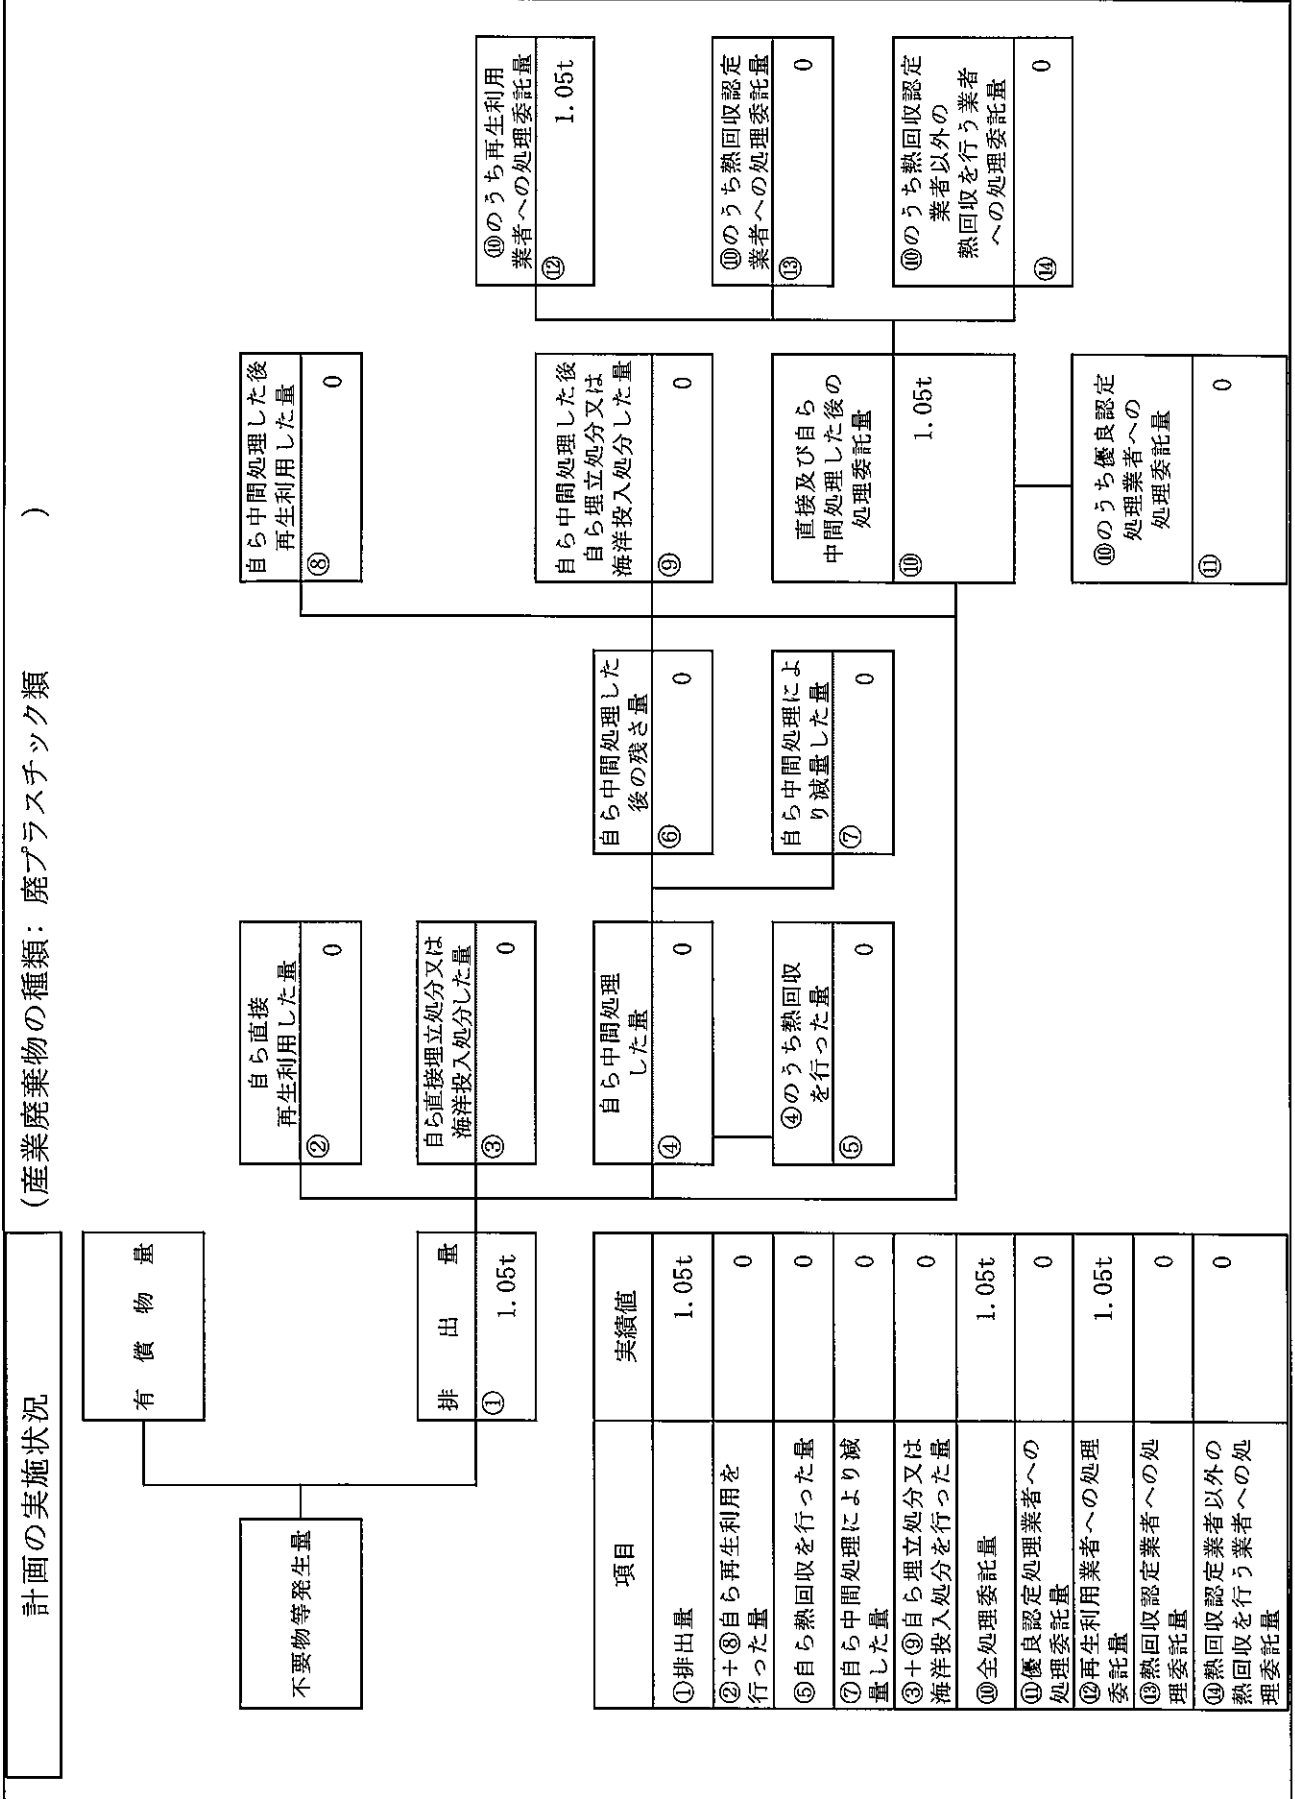 計画の実施状況
(産業廃棄物の種類：廃プラスチック類　　　　)
有償物量
不要物等発生量
排出量
① 1.05t
自ら直接
再生利用した量
② 0
自ら直接埋立処分又は
海洋投入処分した量
③ 0
自ら中間処理
した量
④ 0
④のうち熱回収
を行った量
⑤ 0
自ら中間処理した
後の残さ量
⑥ 0
自ら中間処理によ
り減量した量
⑦ 0
自ら中間処理した後
再生利用した量
⑧ 0
自ら中間処理した後
自ら埋立処分又は
海洋投入処分した量
⑨ 0
直接及び自ら
中間処理した後の
処理委託量
⑩ 1.05t
⑩のうち優良認定
処理業者への
処理委託量
⑪ 0
⑩のうち再生利用
業者への処理委託量
⑫ 1.05t
⑩のうち熱回収認定
業者への処理委託量
⑬ 0
⑩のうち熱回収認定
業者以外の
熱回収を行う業者
への処理委託量
⑭ 0
項目 実績値
①排出量 1.05t
②+⑧自ら再生利用を
行った量 0
⑤自ら熱回収を行った量 0
⑦自ら中間処理により減
量した量 0
③+⑨自ら埋立処分又は
海洋投入処分を行った量 0
⑩全処理委託量 1.05t
⑪優良認定処理業者への
処理委託量 0
⑫再生利用業者への処理
委託量 1.05t
⑬熱回収認定業者への処
理委託量 0
⑭熱回収認定業者以外の
熱回収を行う業者への処
理委託量 0